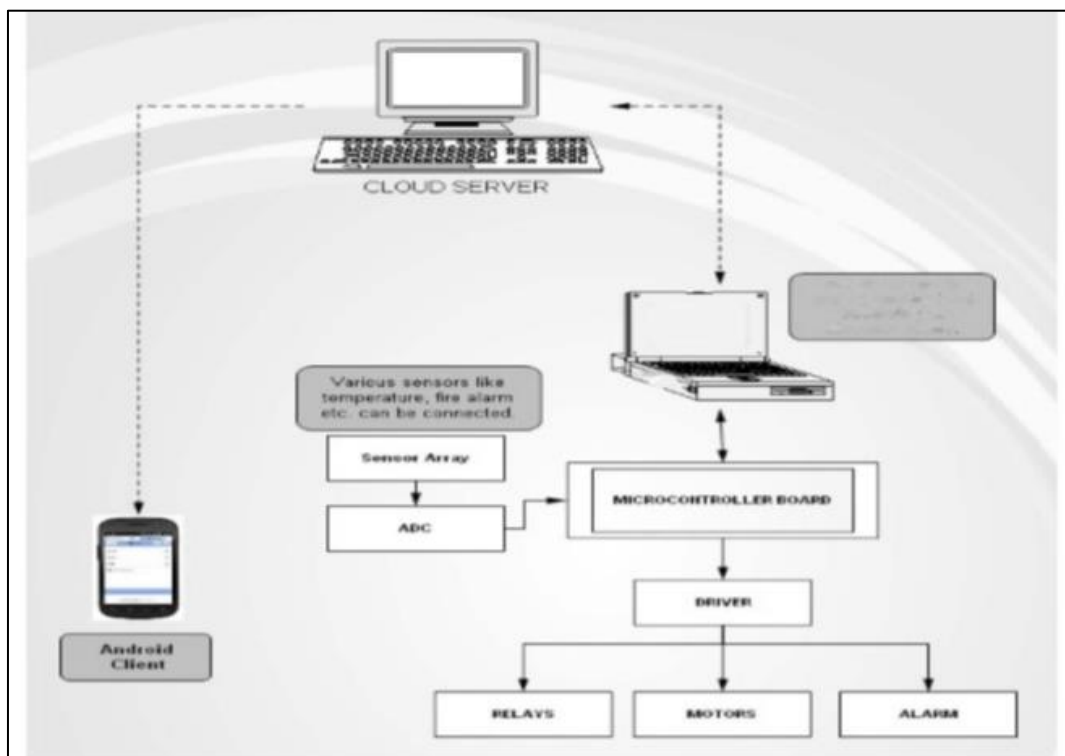 CLOUD SERVER
Various sensors like
temperature, fire alarm
etc. can be connected.
Sensor Array
ADC
MICROCONTROLLER BOARD
DRIVER
RELAYS
MOTORS
ALARM
Android
Client